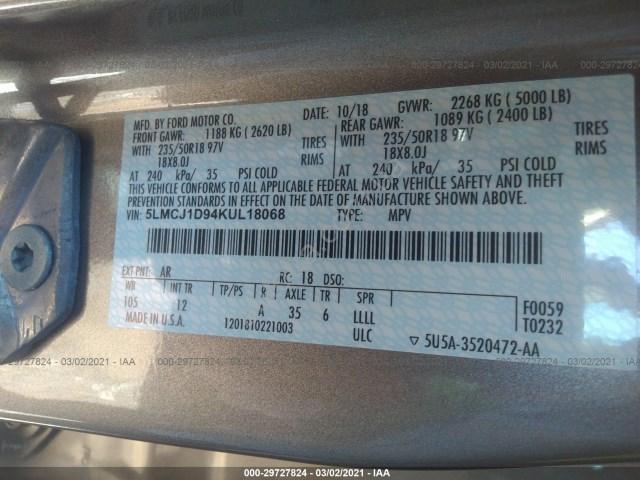 000-29727824 | 03/02/2021 - IAA
MFD. BY FORD MOTOR CO.
DATE: 10/18 GVWR: 2268 KG ( 5000 LB)
FRONT GAWR: 1188 KG ( 2620 LB) REAR GAWR: 1089 KG ( 2400 LB)
WITH 235/50R18 97V TIRES WITH 235/50R18 97V TIRES
18X8.0J RIMS 18X8.0J RIMS
AT 240 kPa/ 35 PSI COLD AT 240 kPa/ 35 PSI COLD
THIS VEHICLE CONFORMS TO ALL APPLICABLE FEDERAL MOTOR VEHICLE SAFETY AND THEFT
PREVENTION STANDARDS IN EFFECT ON THE DATE OF MANUFACTURE SHOWN ABOVE.
VIN: 5LMCJ1D94KUL18068 TYPE: MPV
EXT PNT: AR RC: 18 DSO:
WB INT TR TP/PS R AXLE TR SPR
105 12 A 35 6 LLLL
F0059
T0232
MADE IN U.S.A. 1201810221003 ULC
5U5A-3520472-AA
000-29727824 | 03/02/2021 - IAA